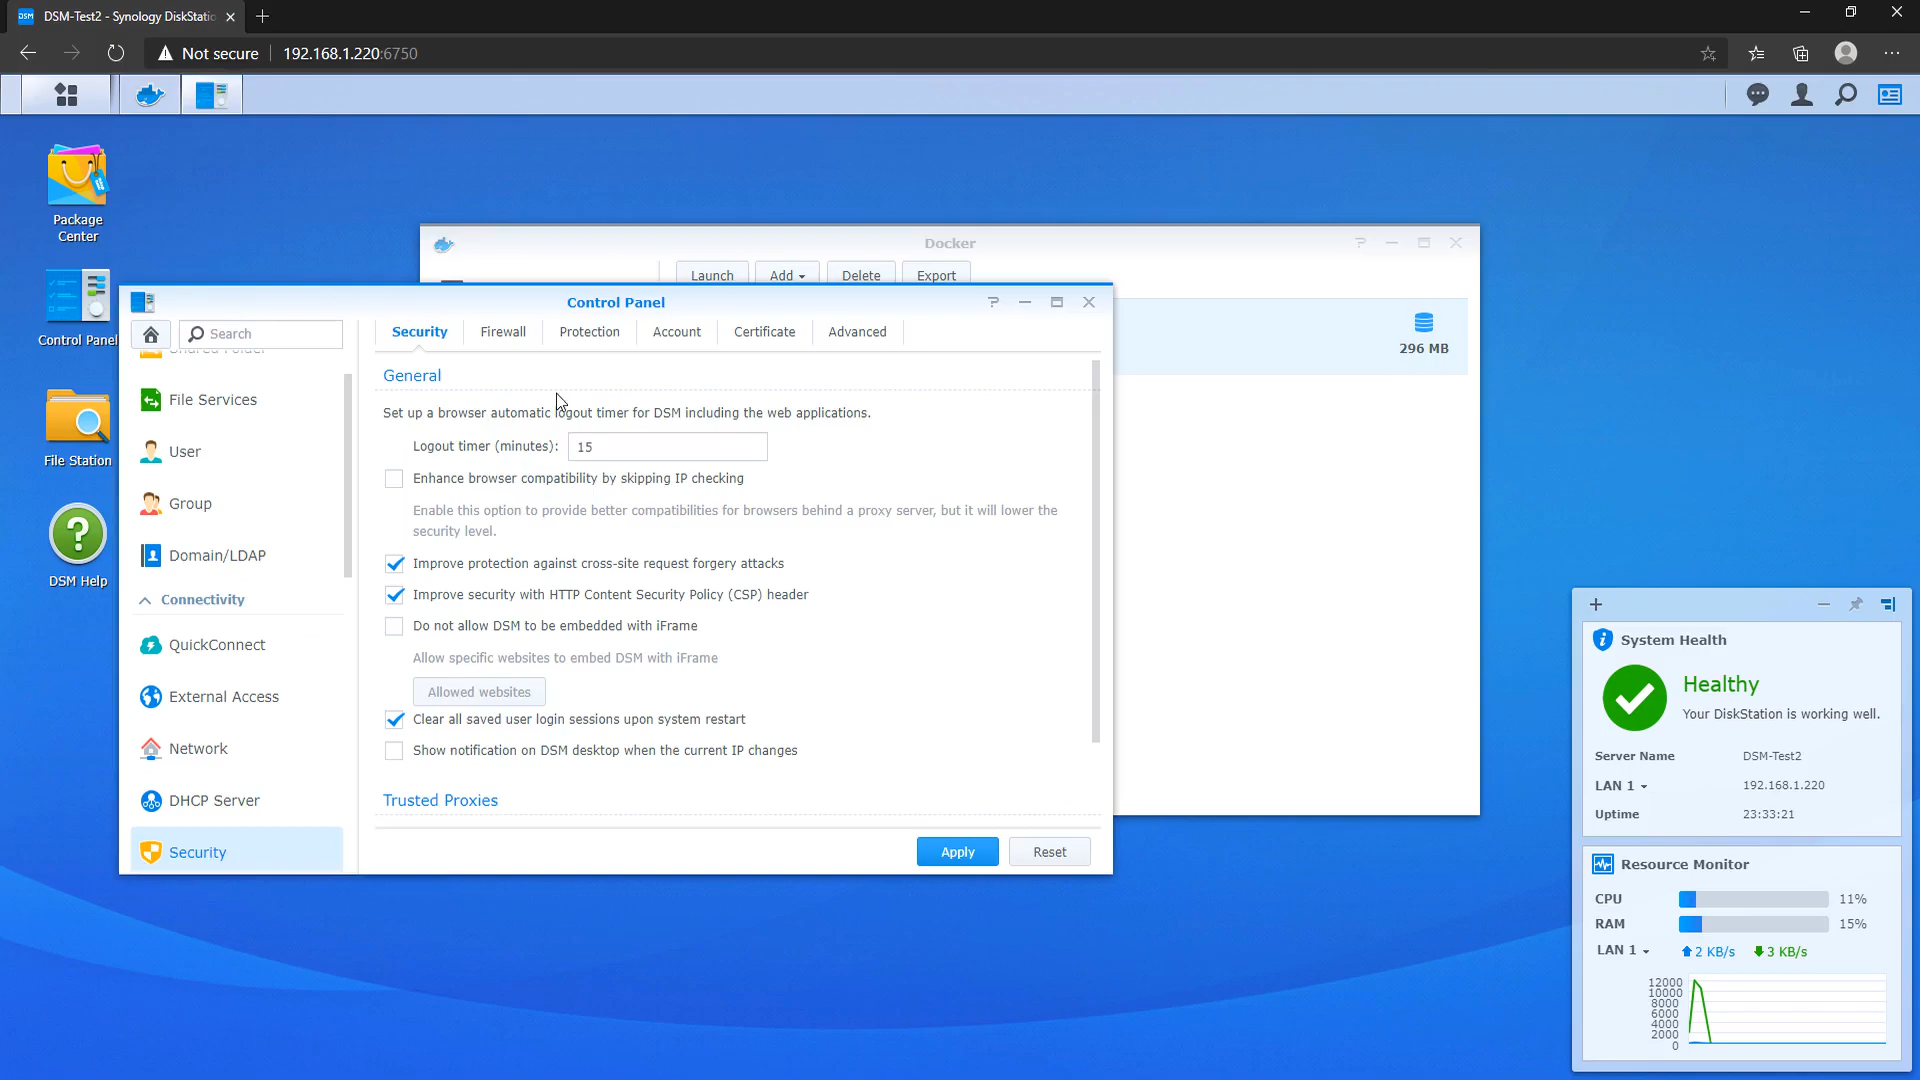 DSM-Test2 - Synology DiskStatio
Not secure
192.168.1.220:6750
Package
Center
Control Panel
File Station
DSM Help
Docker
Launch
Add
Delete
Export
296 MB
Control Panel
Search
Shared Folder
File Services
User
Group
Domain/LDAP
Connectivity
QuickConnect
External Access
Network
DHCP Server
Security
Security
Firewall
Protection
Account
Certificate
Advanced
General
Set up a browser automatic logout timer for DSM including the web applications.
Logout timer (minutes):
15
Enhance browser compatibility by skipping IP checking
Enable this option to provide better compatibilities for browsers behind a proxy server, but it will lower the
security level.
Improve protection against cross-site request forgery attacks
Improve security with HTTP Content Security Policy (CSP) header
Do not allow DSM to be embedded with iFrame
Allow specific websites to embed DSM with iFrame
Allowed websites
Clear all saved user login sessions upon system restart
Show notification on DSM desktop when the current IP changes
Trusted Proxies
Apply
Reset
System Health
Healthy
Your DiskStation is working well.
Server Name
DSM-Test2
LAN 1
192.168.1.220
Uptime
23:33:21
Resource Monitor
CPU
11%
RAM
15%
LAN 1
2 KB/s
3 KB/s
12000
10000
8000
6000
4000
2000
0